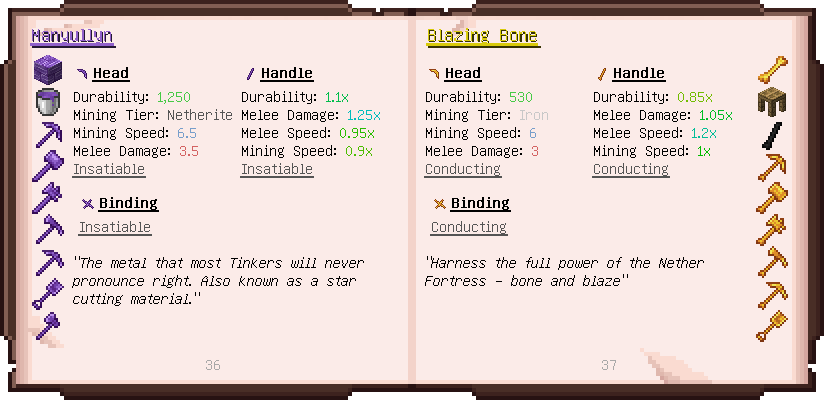 Manyullyn
Head
Durability: 1,250
Mining Tier: Netherite
Mining Speed: 6.5
Melee Damage: 3.5
Insatiable
Handle
Durability: 1.1x
Melee Damage: 1.25x
Melee Speed: 0.95x
Mining Speed: 0.9x
Insatiable
Binding
Insatiable
"The metal that most Tinkers will never
pronounce right. Also known as a star
cutting material."
36
Blazing Bone
Head
Durability: 530
Mining Tier: Iron
Mining Speed: 6
Melee Damage: 3
Conducting
Handle
Durability: 0.85x
Melee Damage: 1.05x
Melee Speed: 1.2x
Mining Speed: 1x
Conducting
Binding
Conducting
"Harness the full power of the Nether
Fortress - bone and blaze"
37